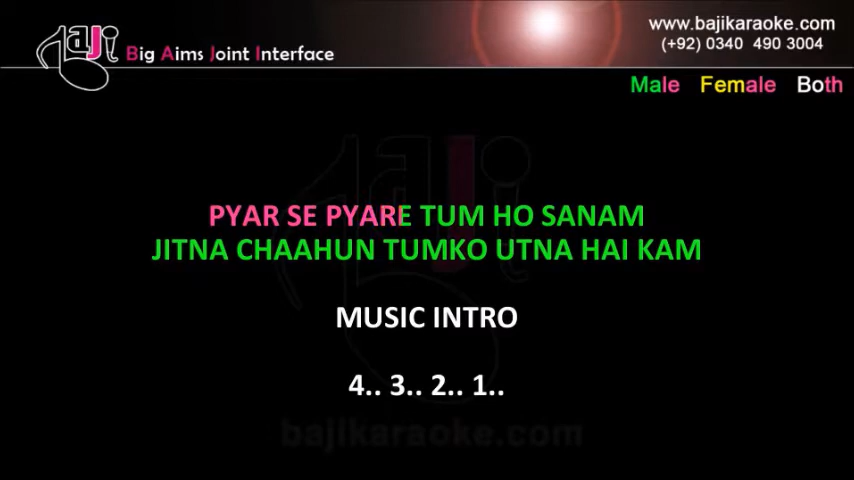 www.bajikaraoke.com
Baji Big Aims Joint Interface
(+92) 0340 490 3004
Male Female Both
PYAR SE PYARE TUM HO SANAM
JITNA CHAAHUN TUMKO UTNA HAI KAM
MUSIC INTRO
4.. 3.. 2.. 1..
bajikaraoke.com